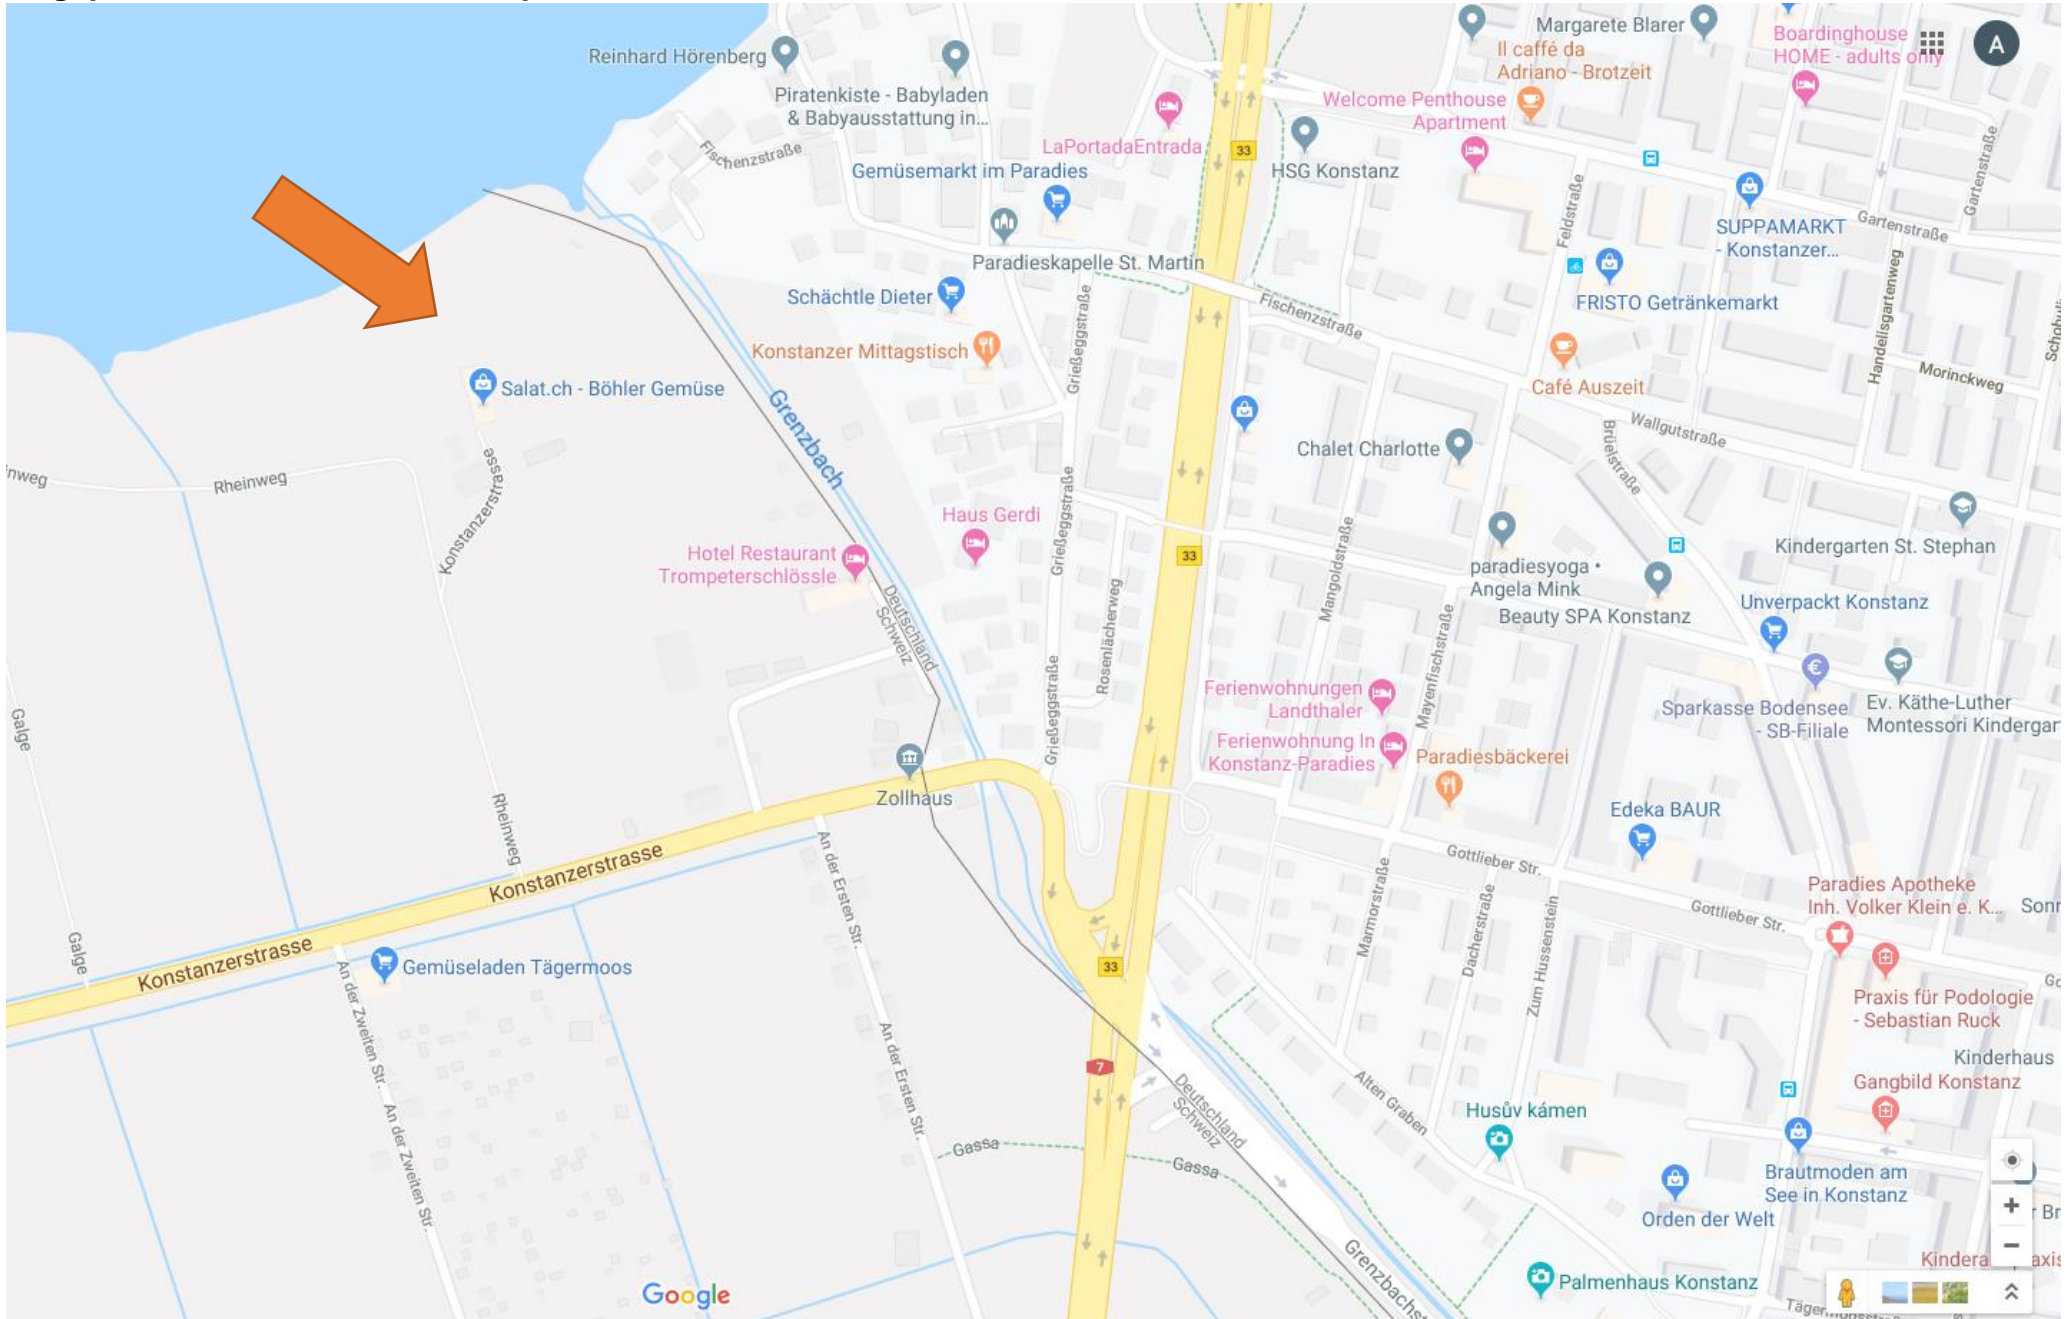 Reinhard Hörenberg
Piratenkiste - Babyladen
& Babyausstattung in...
Fischenzstraße
Gemüsemarkt im Paradies
LaPortadaEntrada
33
HSG Konstanz
Margarete Blarer
Il caffé da
Adriano - Brotzeit
Welcome Penthouse
Apartment
Boardinghouse
HOME - adults only
A
Gartenstraße
Gartenstraße
Feldstraße
SUPPAMARKT
- Konstanzer...
Handelisgartenweg
Paradieskapelle St. Martin
Schächtle Dieter
Konstanzer Mittagstisch
Grießeggstraße
Fischenzstraße
FRISTO Getränkemarkt
Café Auszeit
Morinckweg
Wallgutstraße
Brüelstraße
Salat.ch - Böhler Gemüse
Grenzbach
Chalet Charlotte
Rheinweg
Konstanzerstrasse
Haus Gerdi
Grießeggstraße
33
Hotel Restaurant
Trompeterschlössle
Deutschland
Schweiz
Mangoldstraße
paradiesyoga •
Angela Mink
Kindergarten St. Stephan
Beauty SPA Konstanz
Unverpackt Konstanz
Rosenlächerweg
Mayenfischstraße
Ferienwohnungen
Landthaler
Sparkasse Bodensee
- SB-Filiale
Ev. Käthe-Luther
Montessori Kindergar
Galge
Grießeggstraße
Ferienwohnung In
Konstanz-Paradies
Paradiesbäckerei
Zollhaus
Rheinweg
Edeka BAUR
Konstanzerstrasse
An der Ersten Str.
Gottlieber Str.
Marmorstraße
Dacherstraße
Zum Hussenstein
Paradies Apotheke
Inh. Volker Klein e. K...
Gottlieber Str.
Galge
Konstanzerstrasse
Gemüseladen Tägermoos
33
An der Zweiten Str.
Praxis für Podologie
- Sebastian Ruck
An der Ersten Str.
7
Deutschland
Schweiz
Alten Graben
Kinderhaus
Gangbild Konstanz
Husův kámen
An der Zweiten Str.
Gassa
Gassa
Brautmoden am
See in Konstanz
Orden der Welt
Palmenhaus Konstanz
Google